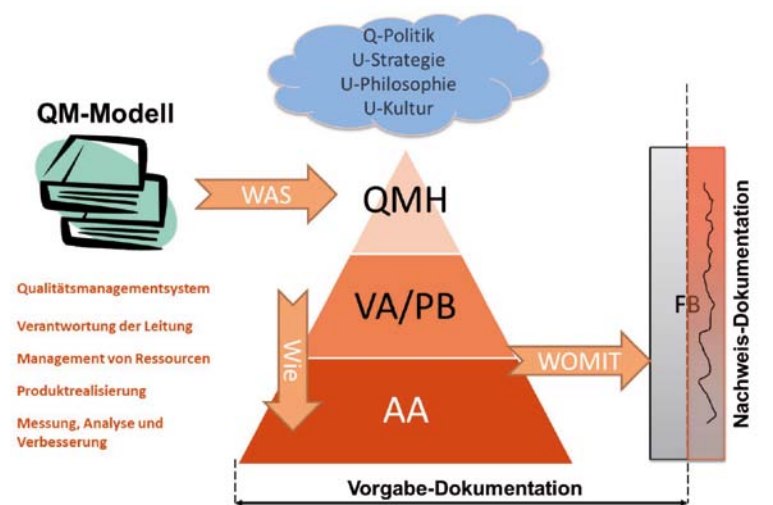 Q-Politik
U-Strategie
U-Philosophie
U-Kultur
QM-Modell
WAS
QMH
Qualitätsmanagementsystem
Verantwortung der Leitung
Management von Ressourcen
Produktrealisierung
Messung, Analyse und
Verbesserung
Wie
VA/PB
WOMIT
AA
FB
Nachweis-Dokumentation
Vorgabe-Dokumentation